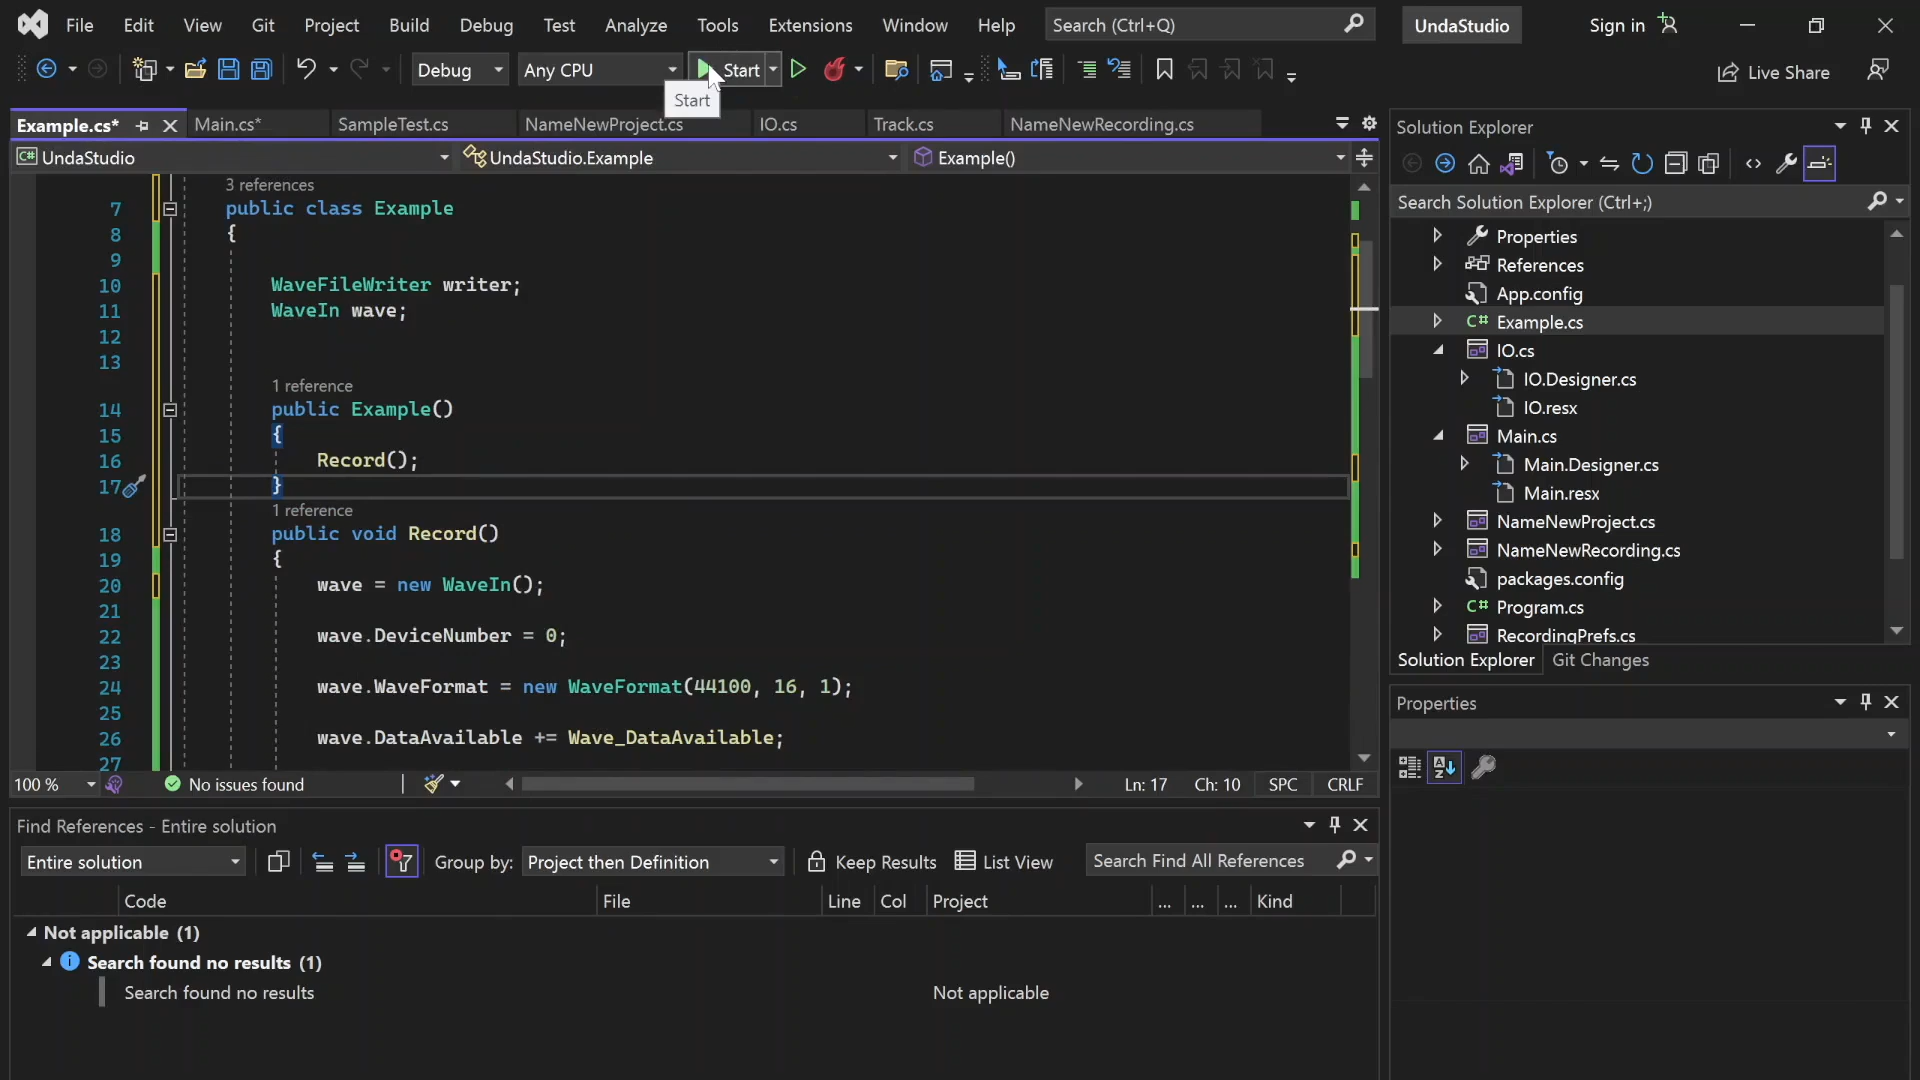 File Edit View Git Project Build Debug Test Analyze Tools Extensions Window Help Search (Ctrl+Q) UndaStudio Sign in
Debug Any CPU Start Live Share
Start
Example.cs* Main.cs* SampleTest.cs NameNewProject.cs IO.cs Track.cs NameNewRecording.cs
C# UndaStudio UndaStudio.Example Example()
3 references
7 public class Example
8 {
9
10 WaveFileWriter writer;
11 WaveIn wave;
12
13
1 reference
14 public Example()
15 {
16 Record();
17 }
1 reference
18 public void Record()
19 {
20 wave = new WaveIn();
21
22 wave.DeviceNumber = 0;
23
24 wave.WaveFormat = new WaveFormat(44100, 16, 1);
25
26 wave.DataAvailable += Wave_DataAvailable;
27
100 % No issues found Ln: 17 Ch: 10 SPC CRLF
Find References - Entire solution
Entire solution Group by: Project then Definition Keep Results List View Search Find All References
Code File Line Col Project ... ... ... Kind
Not applicable (1)
Search found no results (1)
Search found no results Not applicable
Solution Explorer
Search Solution Explorer (Ctrl+;)
Properties
References
App.config
C# Example.cs
IO.cs
IO.Designer.cs
IO.resx
Main.cs
Main.Designer.cs
Main.resx
NameNewProject.cs
NameNewRecording.cs
packages.config
C# Program.cs
RecordingPrefs.cs
Solution Explorer Git Changes
Properties